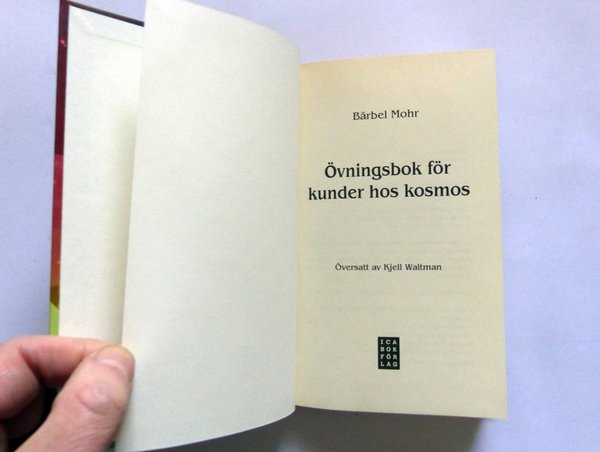 Bärbel Mohr
Övningsbok för
kunder hos kosmos
Översatt av Kjell Waltman
ICA
BOK
FÖR
LAG